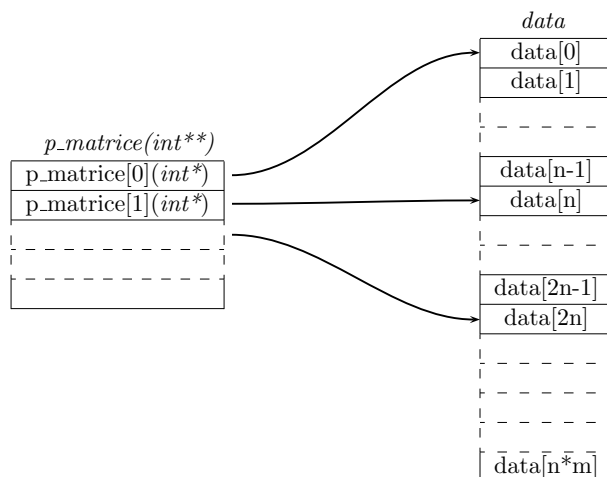 data
data[0]
data[1]
p_matrice(int**)
p_matrice[0](int*)
p_matrice[1](int*)
data[n-1]
data[n]
data[2n-1]
data[2n]
data[n*m]